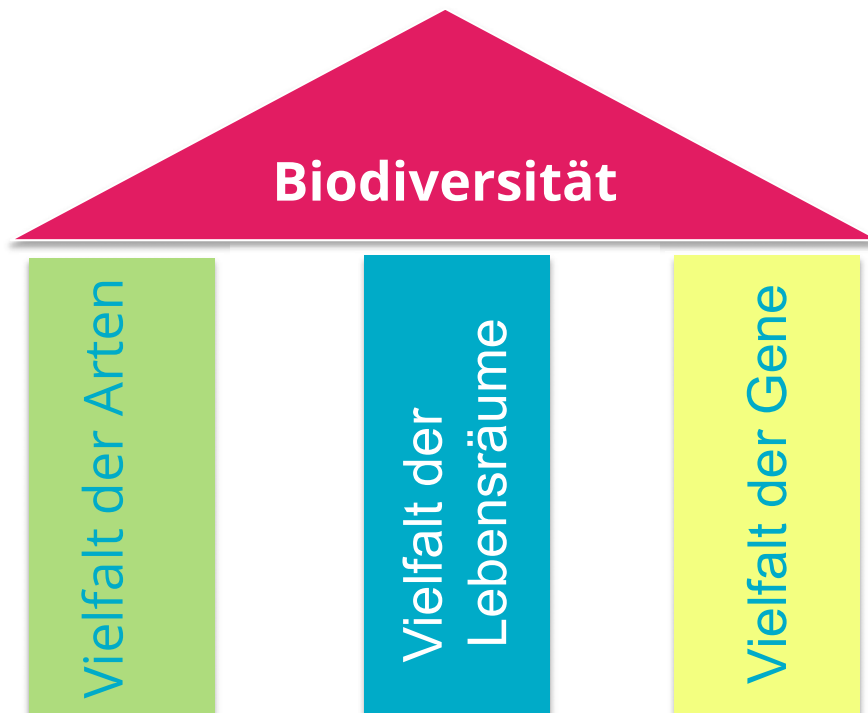 Biodiversität
Vielfalt der Arten
Vielfalt der
Lebensräume
Vielfalt der Gene